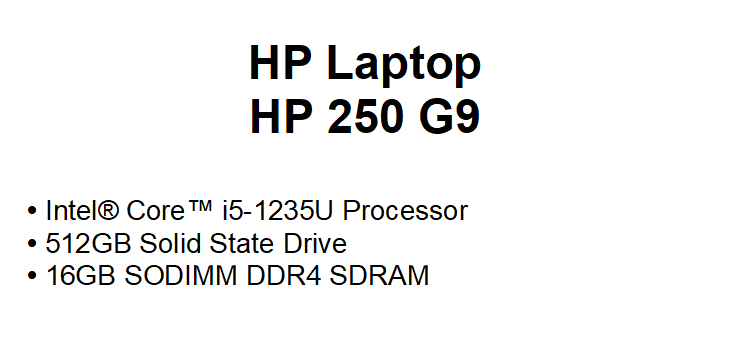 HP Laptop
HP 250 G9
• Intel® Core™ i5-1235U Processor
• 512GB Solid State Drive
• 16GB SODIMM DDR4 SDRAM